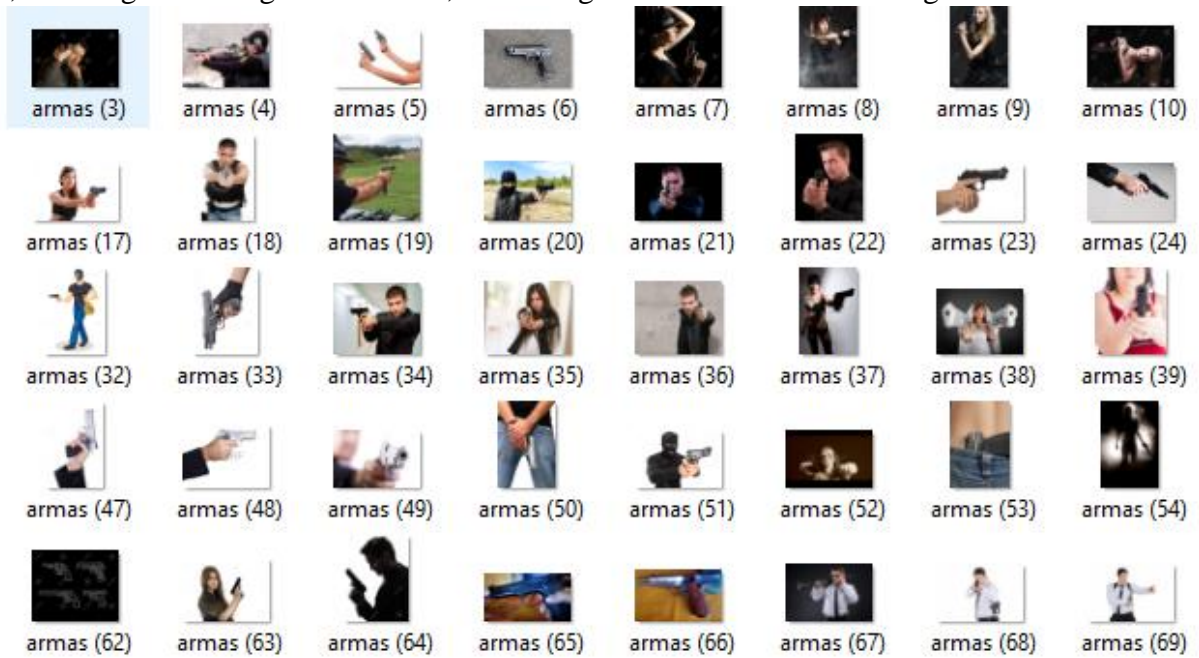 armas (3) armas (4) armas (5) armas (6) armas (7) armas (8) armas (9) armas (10)
armas (17) armas (18) armas (19) armas (20) armas (21) armas (22) armas (23) armas (24)
armas (32) armas (33) armas (34) armas (35) armas (36) armas (37) armas (38) armas (39)
armas (47) armas (48) armas (49) armas (50) armas (51) armas (52) armas (53) armas (54)
armas (62) armas (63) armas (64) armas (65) armas (66) armas (67) armas (68) armas (69)